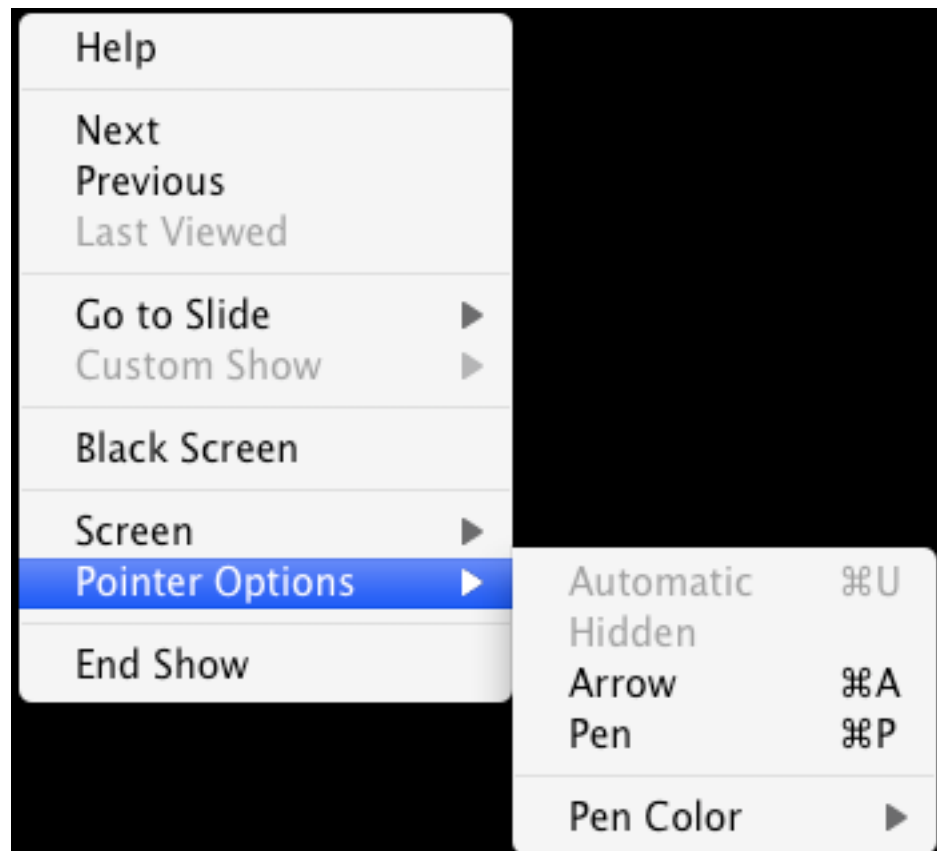 Help
Next
Previous
Last Viewed
Go to Slide
Custom Show
Black Screen
Screen
Pointer Options
End Show
Automatic ⌘U
Hidden
Arrow ⌘A
Pen ⌘P
Pen Color